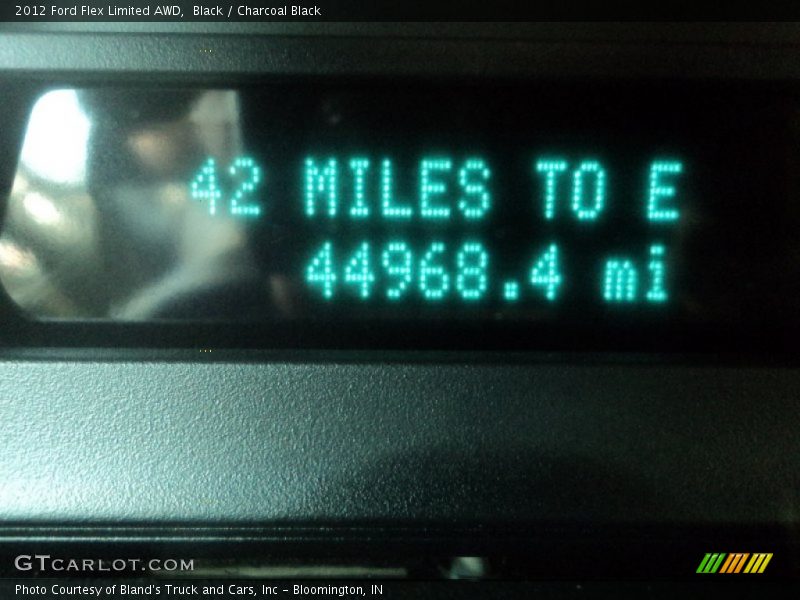 2012 Ford Flex Limited AWD,  Black / Charcoal Black
42 MILES TO E
44968.4 mi
GTCARLOT.COM
Photo Courtesy of Bland's Truck and Cars, Inc - Bloomington, IN